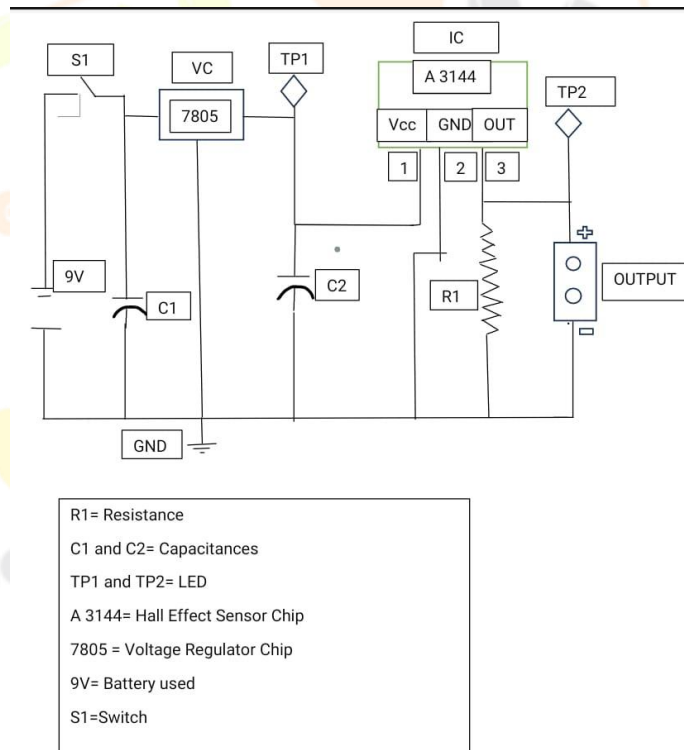 IC
S1
VC
TP1
A 3144
TP2
7805
Vcc
GND
OUT
1
2
3
9V
C2
OUTPUT
R1
C1
GND
R1= Resistance
C1 and C2= Capacitances
TP1 and TP2= LED
A 3144= Hall Effect Sensor Chip
7805 = Voltage Regulator Chip
9V= Battery used
S1=Switch